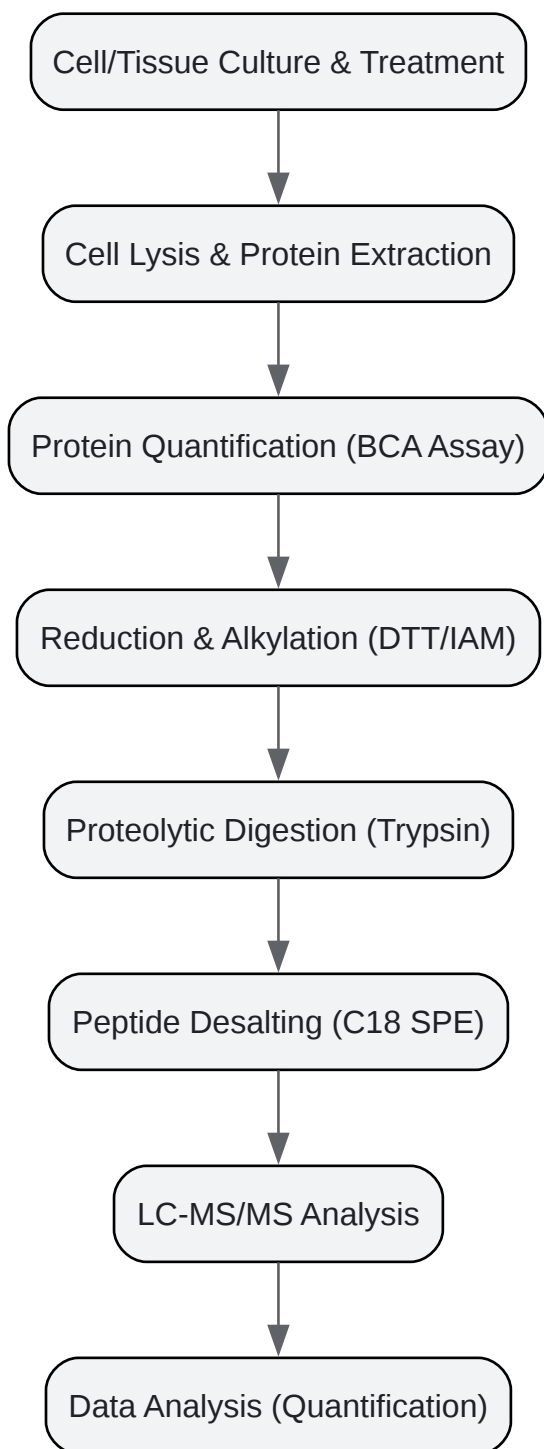 Cell/Tissue Culture & Treatment
Cell Lysis & Protein Extraction
Protein Quantification (BCA Assay)
Reduction & Alkylation (DTT/IAM)
Proteolytic Digestion (Trypsin)
Peptide Desalting (C18 SPE)
LC-MS/MS Analysis
Data Analysis (Quantification)